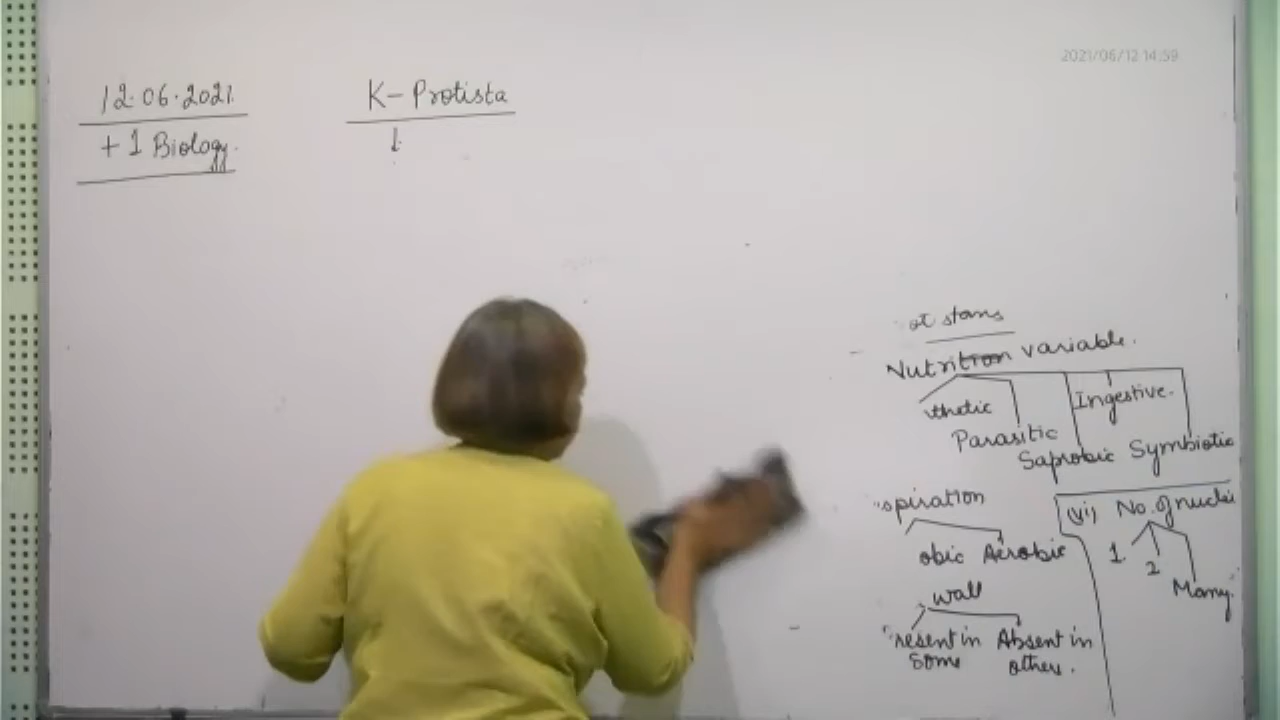 2021/06/12 14:59
12.06.2021.
+1 Biology.
K- Protista
Nutrition variable.
Parasitic
Saprobic
Ingestive.
Symbiotic
(vi) No. of nuclei
1.
2
Many.
Aerobic
wall
some
Absent in
others.